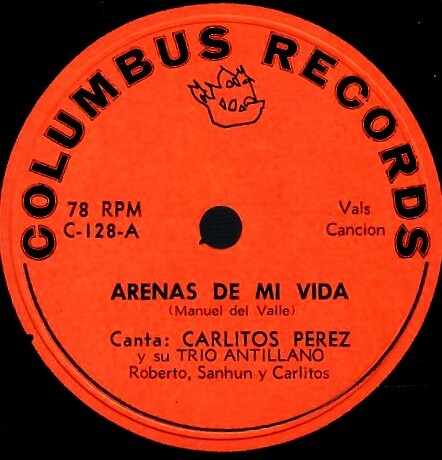 COLUMBUS RECORDS
78 RPM
C-128-A
Vals
Cancion
ARENAS DE MI VIDA
(Manuel del Valle)
Canta: CARLITOS PEREZ
y su TRIO ANTILLANO
Roberto, Sanhun y Carlitos